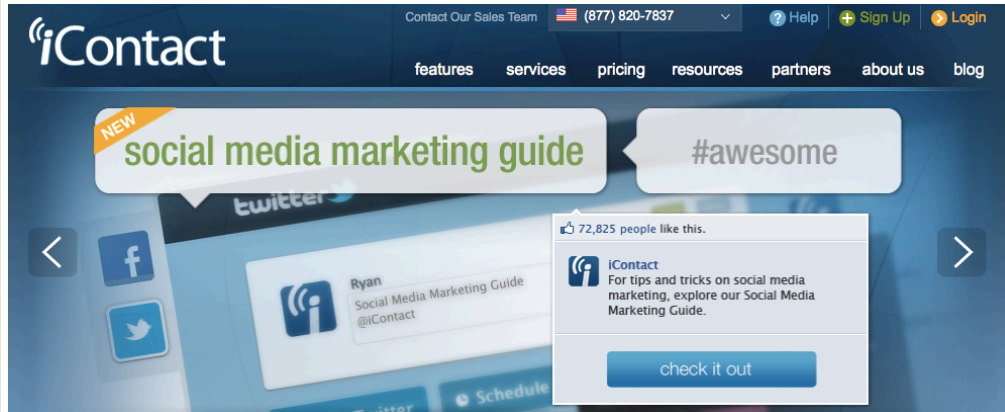 iContact
Contact Our Sales Team (877) 820-7837 Help Sign Up Login
features services pricing resources partners about us blog
NEW
social media marketing guide
#awesome
twitter
72,825 people like this.
iContact
For tips and tricks on social media
marketing, explore our Social Media
Marketing Guide.
check it out
Ryan
Social Media Marketing Guide
@iContact
Twitter
Schedule